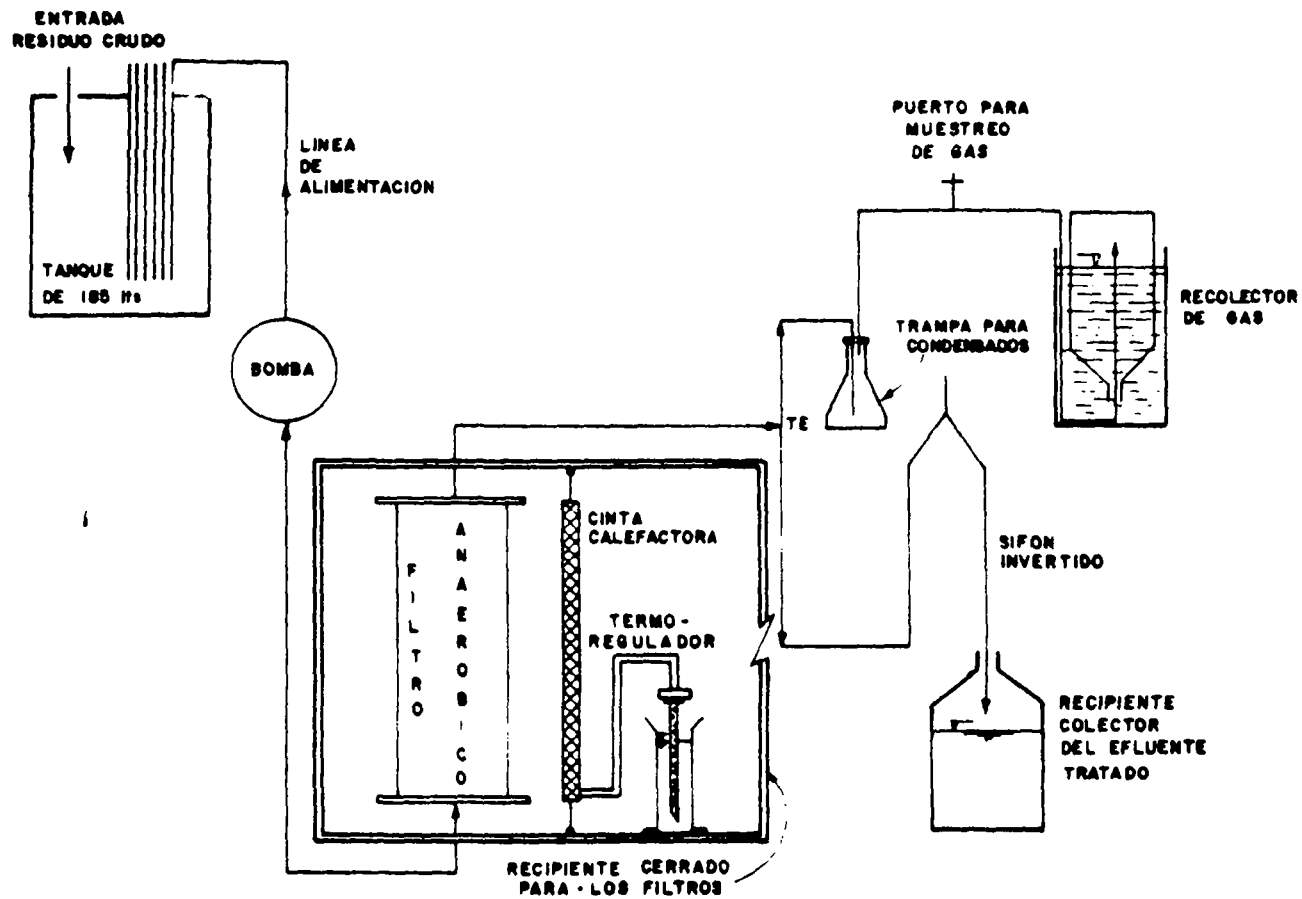 ENTRADA
RESIDUO CRUDO
LINEA
DE
ALIMENTACION
TANQUE
DE 185 lts
BOMBA
PUERTO PARA
MUESTREO
DE GAS
RECOLECTOR
DE GAS
TRAMPA PARA
CONDENSADOS
TE
FILTRO
ANAEROBICO
CINTA
CALEFACTORA
TERMO-
REGULADOR
SIFON
INVERTIDO
RECIPIENTE
COLECTOR
DEL EFLUENTE
TRATADO
RECIPIENTE CERRADO
PARA - LOS FILTROS